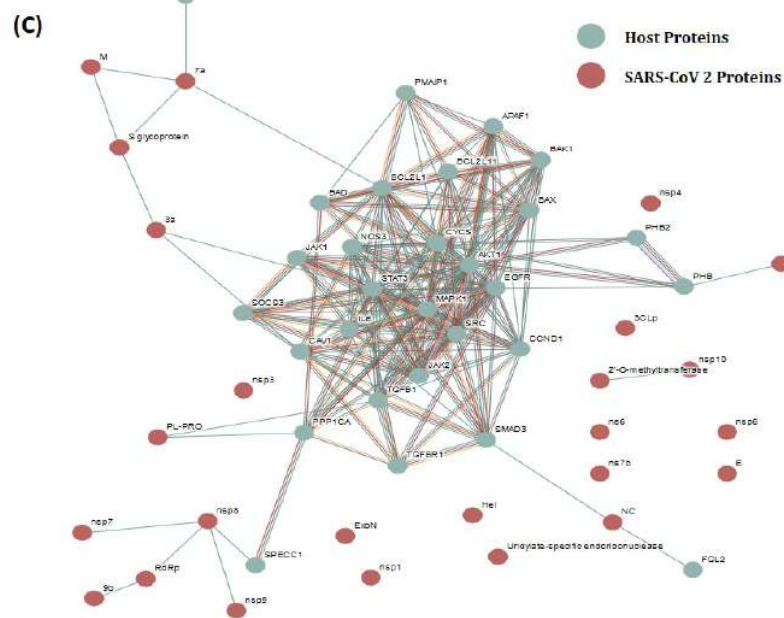 (C)
Host Proteins
SARS-CoV 2 Proteins
M
7a
PMAIP1
APAF1
S-glycoprotein
BCL2L11
BAK1
BCL2L1
BAD
BAX
nsp4
3a
NOS3
CYCS
PHB2
JAK1
AKT1
STAT3
EGFR
PHB
MAPK1
SOCS3
IL6
SRC
3CLp
CAV1
CCND1
JAK2
nsp10
2'-O-methyltransferase
nsp3
TGFB1
PL-PRO
PPP1CA
SMAD3
ns6
nsp6
TGFBR1
ns7b
E
nsp7
nsp8
Hel
NC
ExoN
SPECC1
Uridylate-specific endoribonuclease
RdRp
nsp1
FGL2
9b
nsp9